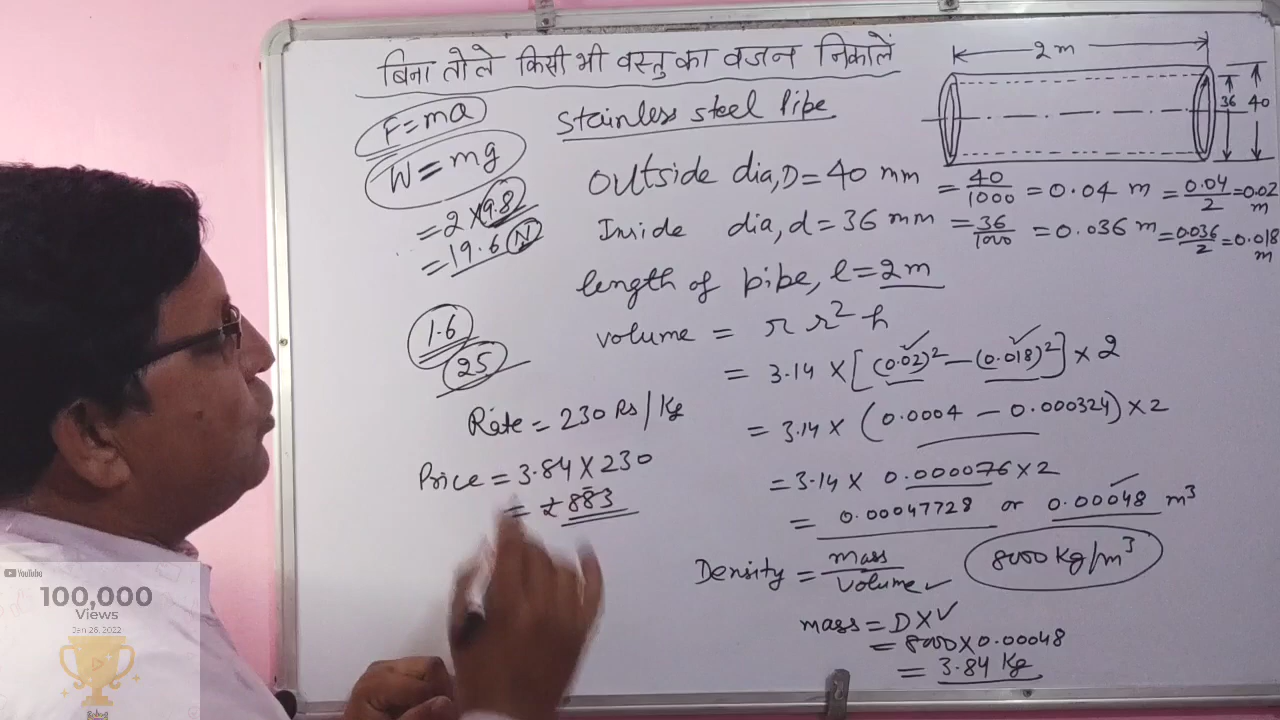 बिना तोले किसी भी वस्तु का वजन निकालें
F=ma
W=mg
=2×9.82
=19.6 N
1.6
25
Stainless steel Pipe
2m
36
40
Outside dia, D=40 mm = 40/1000 = 0.04 m = 0.04/2 = 0.02 m
Inside dia, d=36 mm = 36/1000 = 0.036 m = 0.036/2 = 0.018 m
length of pipe, l=2m
volume = π r² h
= 3.14 × [(0.02)² – (0.018)²] × 2
= 3.14 × (0.0004 – 0.000324) × 2
= 3.14 × 0.000076 × 2
= 0.00047728 or 0.00048 m³
Rate = 230 Rs/Kg
Price = 3.84 × 230
= ₹ 883
Density = mass/volume
8000 Kg/m³
mass = D×V
= 8000×0.00048
= 3.84 Kg
YouTube
100,000
Views
Jan 26, 2022